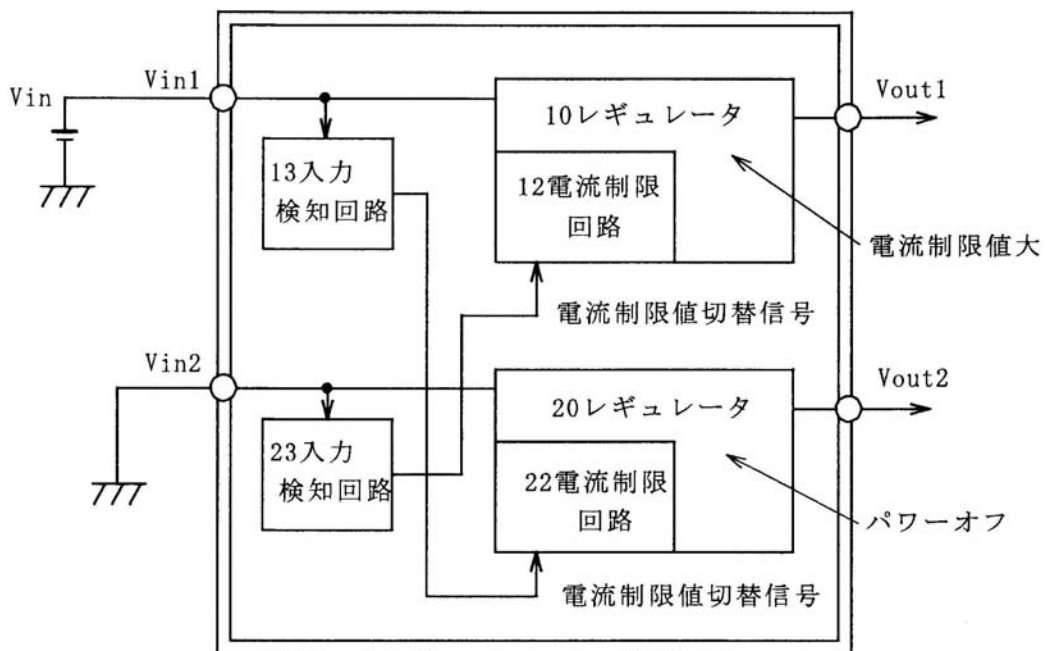 Vin
Vin1
13入力
検知回路
10レギュレータ
12電流制限
回路
Vout1
電流制限値大
電流制限値切替信号
Vin2
23入力
検知回路
20レギュレータ
22電流制限
回路
Vout2
パワーオフ
電流制限値切替信号